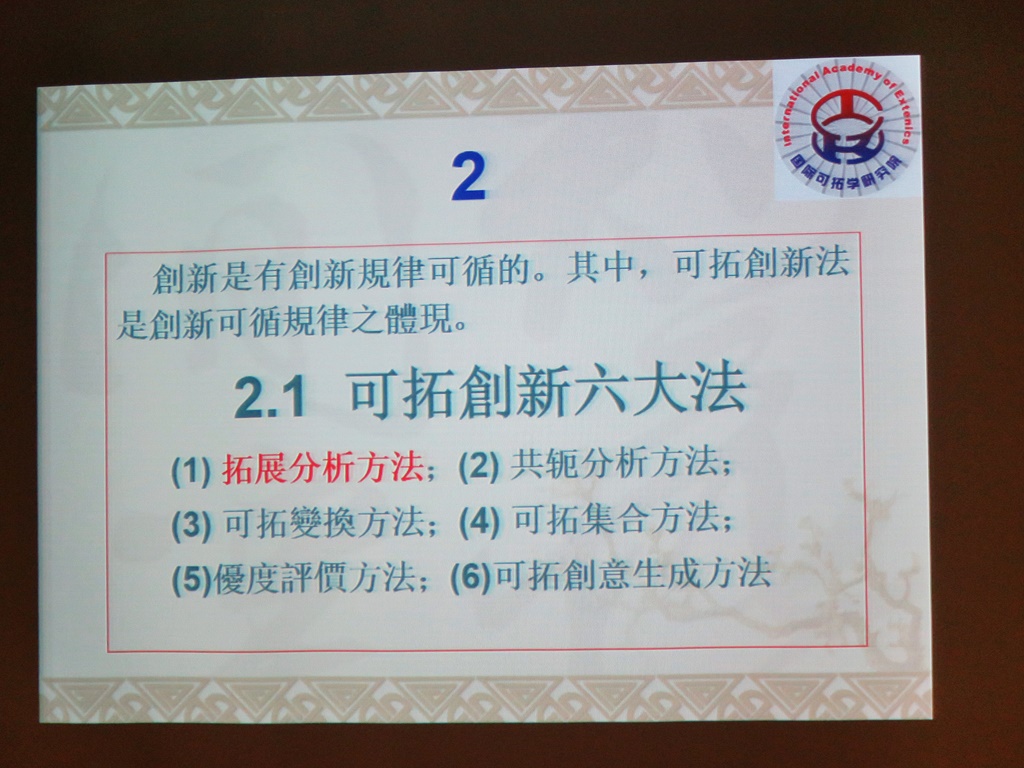 International Academy of Extenics
国际可拓学研究院
2
創新是有創新規律可循的。其中，可拓創新法
是創新可循規律之體現。
2.1 可拓創新六大法
(1) 拓展分析方法；(2) 共轭分析方法；
(3) 可拓變換方法；(4) 可拓集合方法；
(5)優度評價方法；(6)可拓創意生成方法